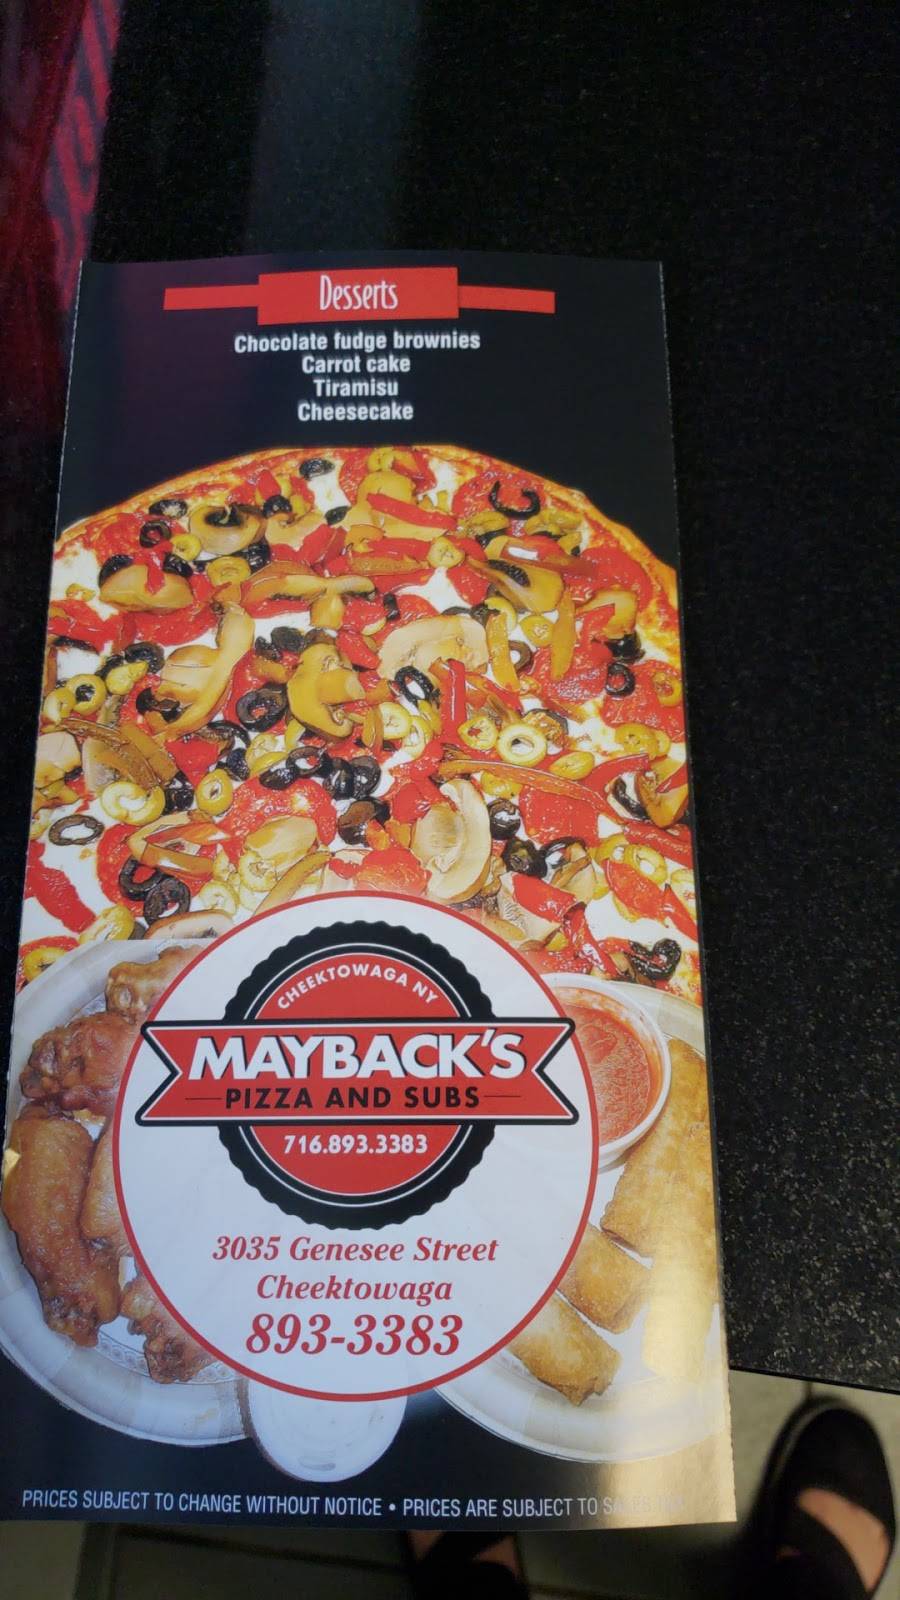 Desserts
Chocolate fudge brownies
Carrot cake
Tiramisu
Cheesecake
CHEEKTOWAGA NY
MAYBACK'S
PIZZA AND SUBS
716.893.3383
3035 Genesee Street
Cheektowaga
893-3383
PRICES SUBJECT TO CHANGE WITHOUT NOTICE • PRICES ARE SUBJECT TO SALES